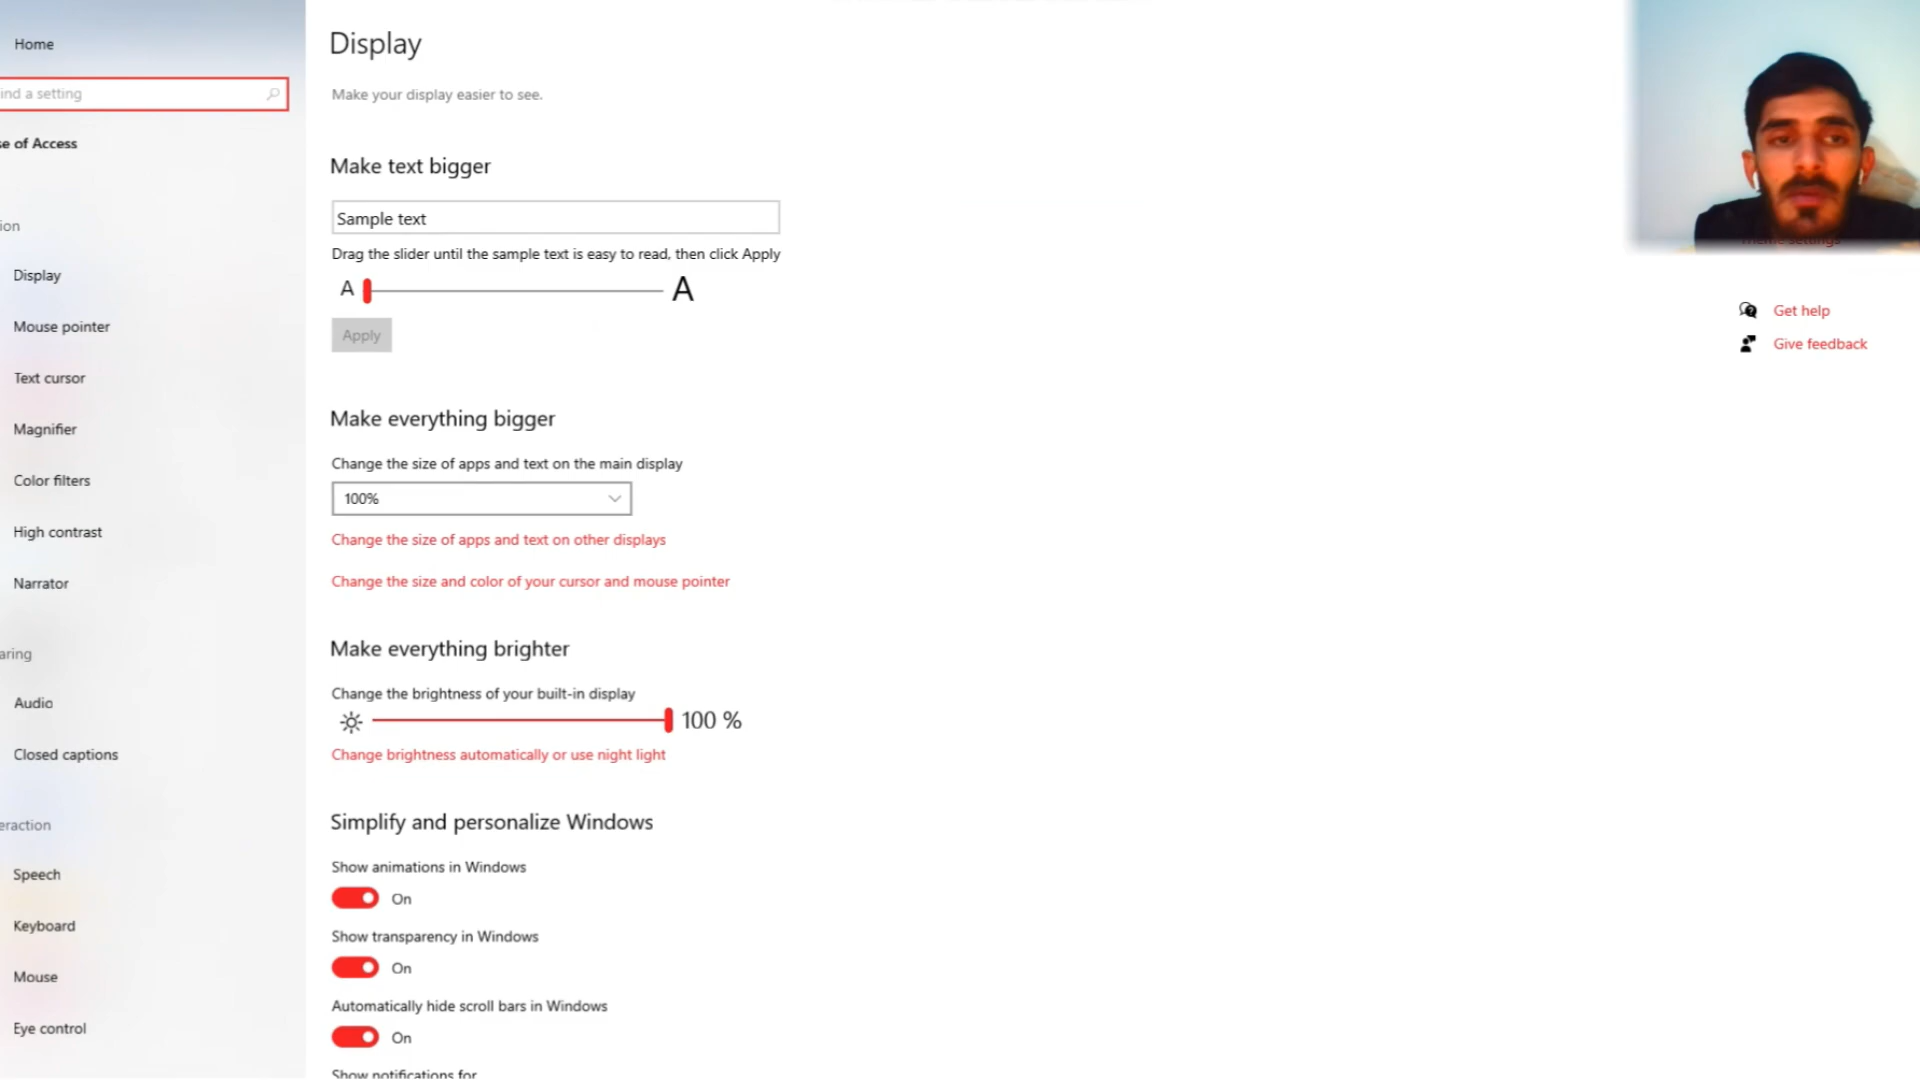 Home
ind a setting
se of Access
ion
Display
Mouse pointer
Text cursor
Magnifier
Color filters
High contrast
Narrator
aring
Audio
Closed captions
eraction
Speech
Keyboard
Mouse
Eye control
Display
Make your display easier to see.
Make text bigger
Sample text
Drag the slider until the sample text is easy to read, then click Apply
A A
Apply
Make everything bigger
Change the size of apps and text on the main display
100%
Change the size of apps and text on other displays
Change the size and color of your cursor and mouse pointer
Make everything brighter
Change the brightness of your built-in display
100 %
Change brightness automatically or use night light
Simplify and personalize Windows
Show animations in Windows
On
Show transparency in Windows
On
Automatically hide scroll bars in Windows
On
Show notifications for
Theme settings
Get help
Give feedback